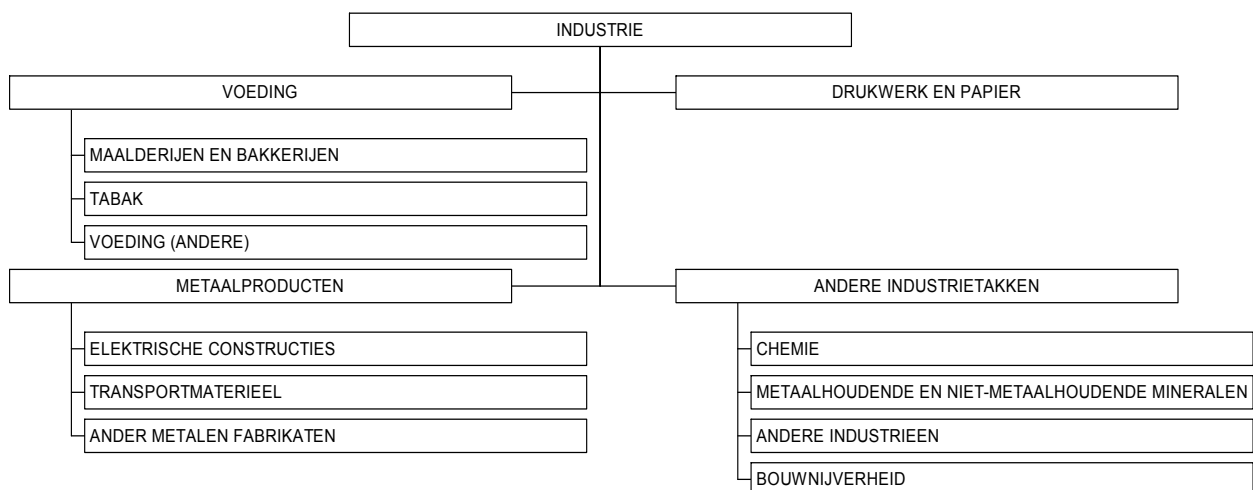 INDUSTRIE
VOEDING
DRUKWERK EN PAPIER
MAALDERIJEN EN BAKKERIJEN
TABAK
VOEDING (ANDERE)
METAALPRODUCTEN
ANDERE INDUSTRIETAKKEN
ELEKTRISCHE CONSTRUCTIES
TRANSPORTMATERIEEL
ANDER METALEN FABRIKATEN
CHEMIE
METAALHOUDENDE EN NIET-METAALHOUDENDE MINERALEN
ANDERE INDUSTRIEEN
BOUWNIJVERHEID